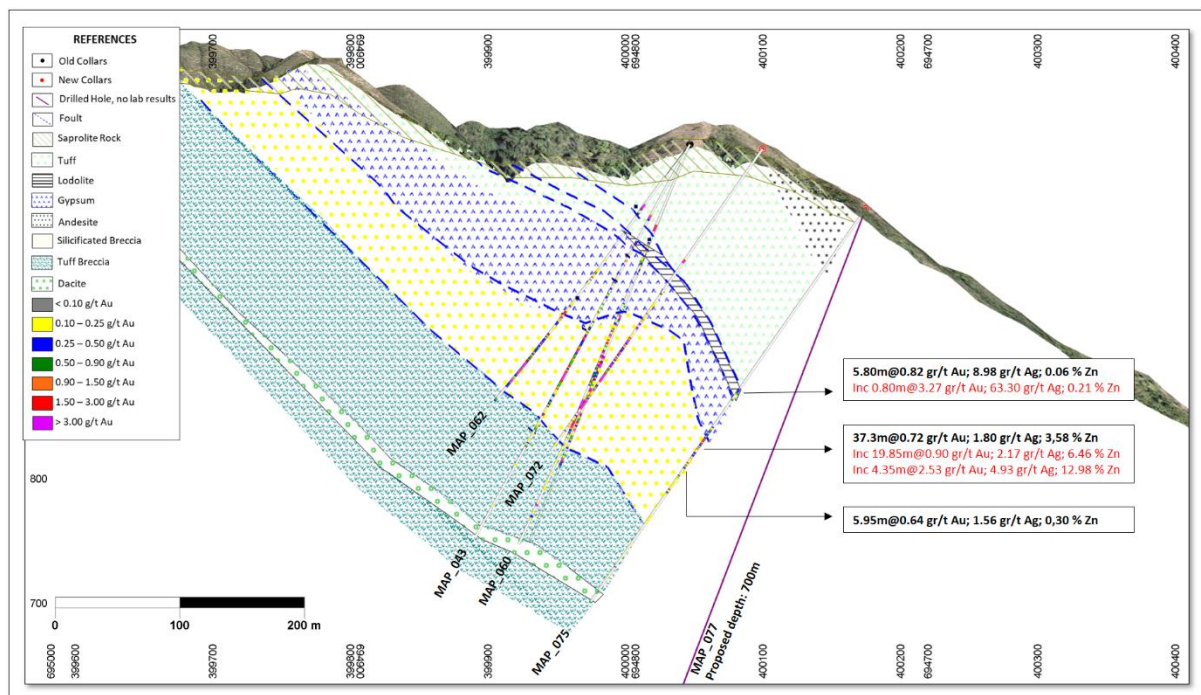 REFERENCES
Old Collars
New Collars
Drilled Hole, no lab results
Foult
Saprolite Rock
Tuff
Lodolite
Gypsum
Andesite
Silicificated Breccia
Tuff Breccia
Dacite
< 0.10 g/t Au
0.10 – 0.25 g/t Au
0.25 – 0.50 g/t Au
0.50 – 0.90 g/t Au
0.90 – 1.50 g/t Au
1.50 – 3.00 g/t Au
> 3.00 g/t Au
399700
399800
694900
399900
400000
694800
400100
400200
694700
400300
400400
5.80m@0.82 gr/t Au; 8.98 gr/t Ag; 0.06 % Zn
Inc 0.80m@3.27 gr/t Au; 63.30 gr/t Ag; 0.21 % Zn
37.3m@0.72 gr/t Au; 1.80 gr/t Ag; 3,58 % Zn
Inc 19.85m@0.90 gr/t Au; 2.17 gr/t Ag; 6.46 % Zn
Inc 4.35m@2.53 gr/t Au; 4.93 gr/t Ag; 12.98 % Zn
5.95m@0.64 gr/t Au; 1.56 gr/t Ag; 0,30 % Zn
MAP_062
MAP_072
MAP_043
MAP_060
MAP_075
MAP_077
Proposed depth: 700m
800
700
0
100
200 m
695000
399600
399700
399800
694900
399900
400000
694800
400100
400200
694700
400300
400400